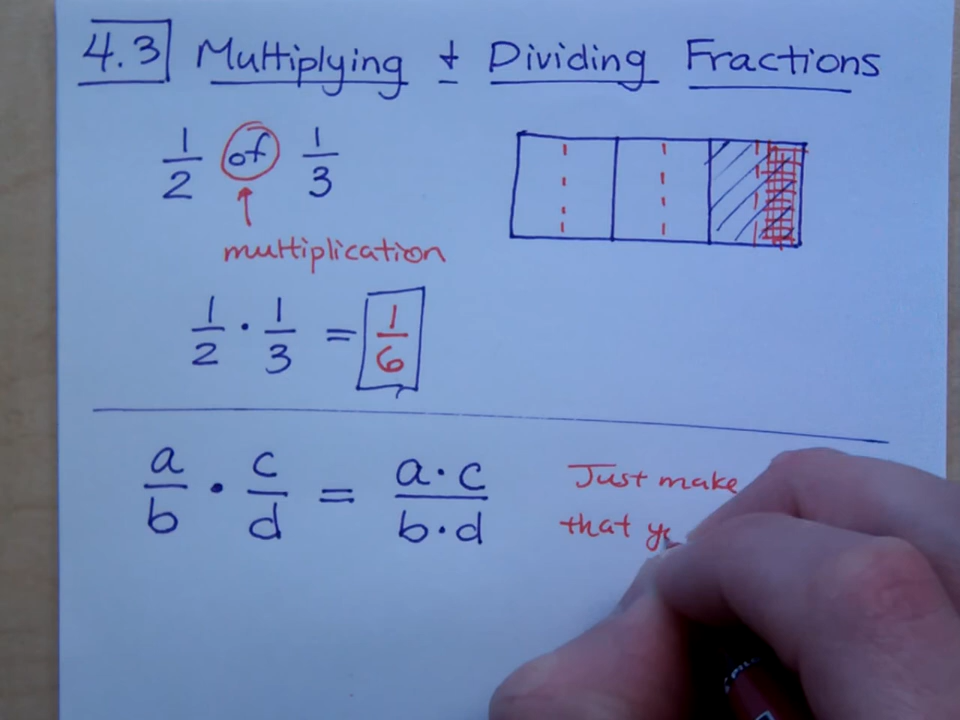 4.3 Multiplying + Dividing Fractions
1/2 of 1/3
multiplication
1/2 · 1/3 = 1/6
a/b · c/d = a·c/b·d
Just make
that